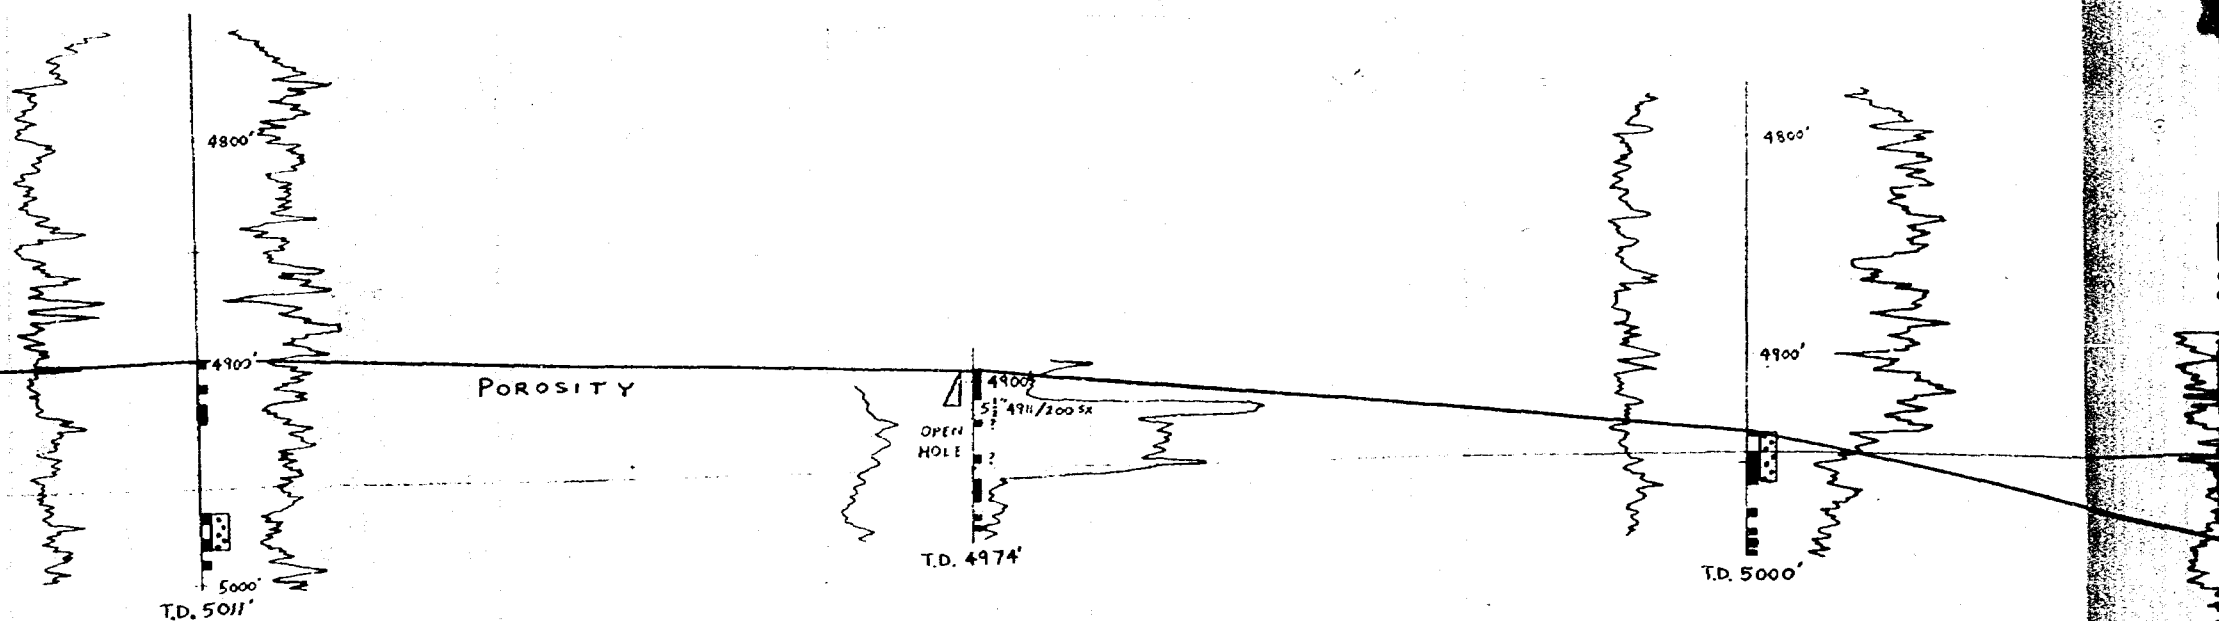 4800'
4900'
5000'
T.D. 5011'
POROSITY
4900'
5½" 4911/200 sx
?
OPEN
HOLE
?
T.D. 4974'
4800'
4900'
T.D. 5000'